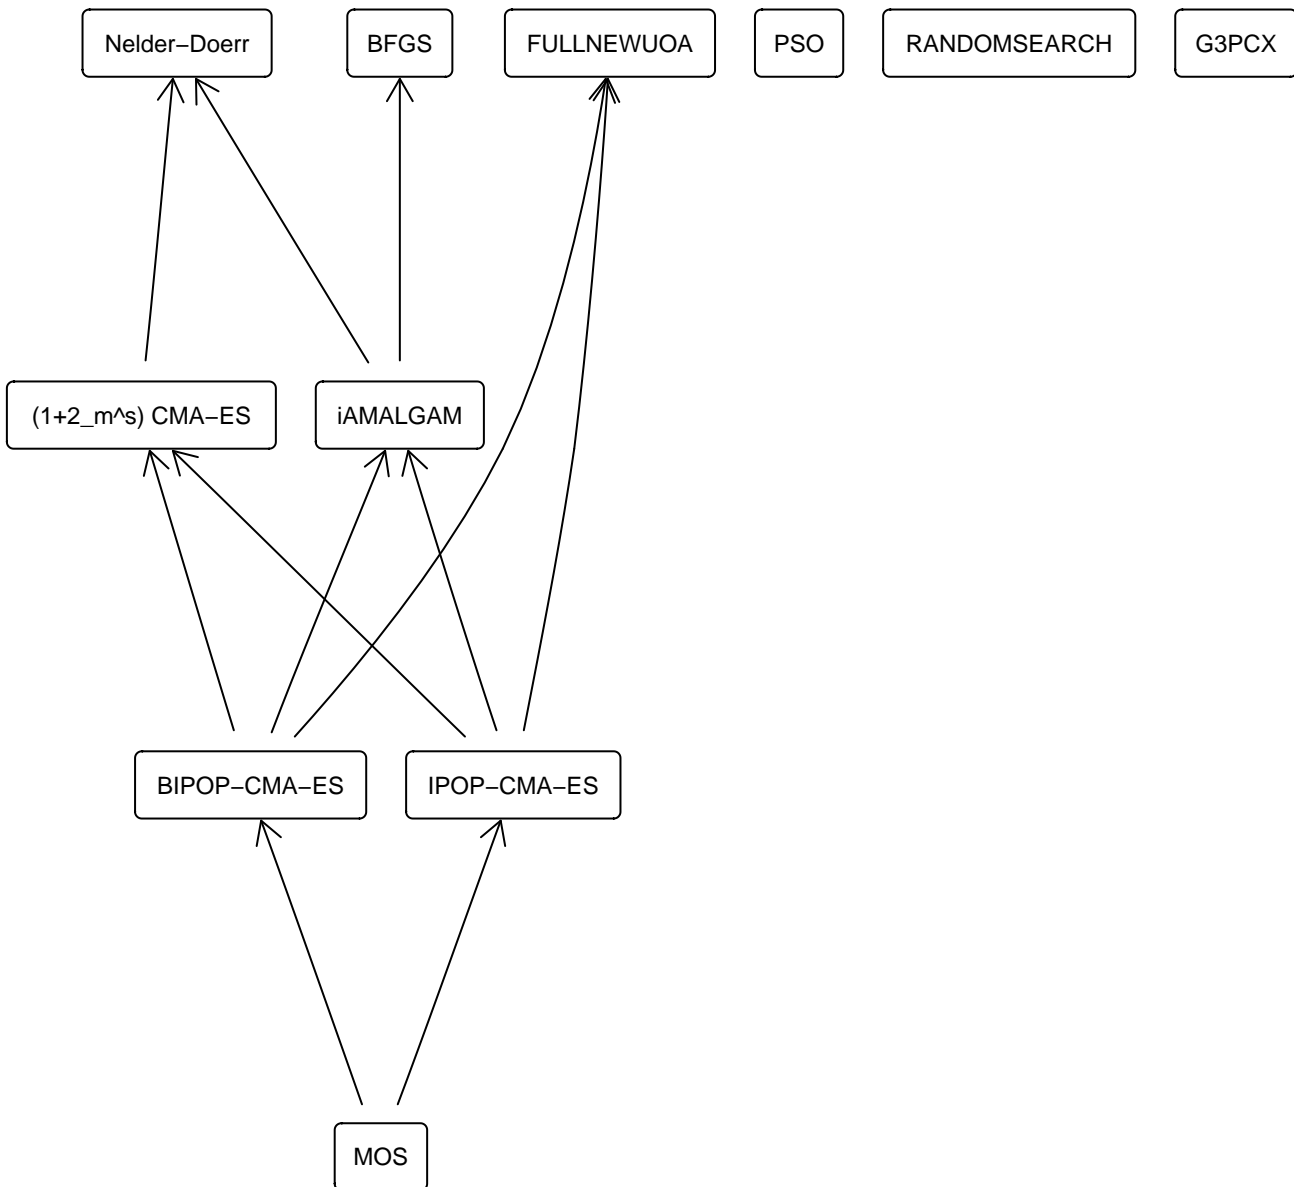 Nelder−Doerr
BFGS
FULLNEWUOA
PSO
RANDOMSEARCH
G3PCX
(1+2_m^s) CMA−ES
iAMALGAM
BIPOP−CMA−ES
IPOP−CMA−ES
MOS